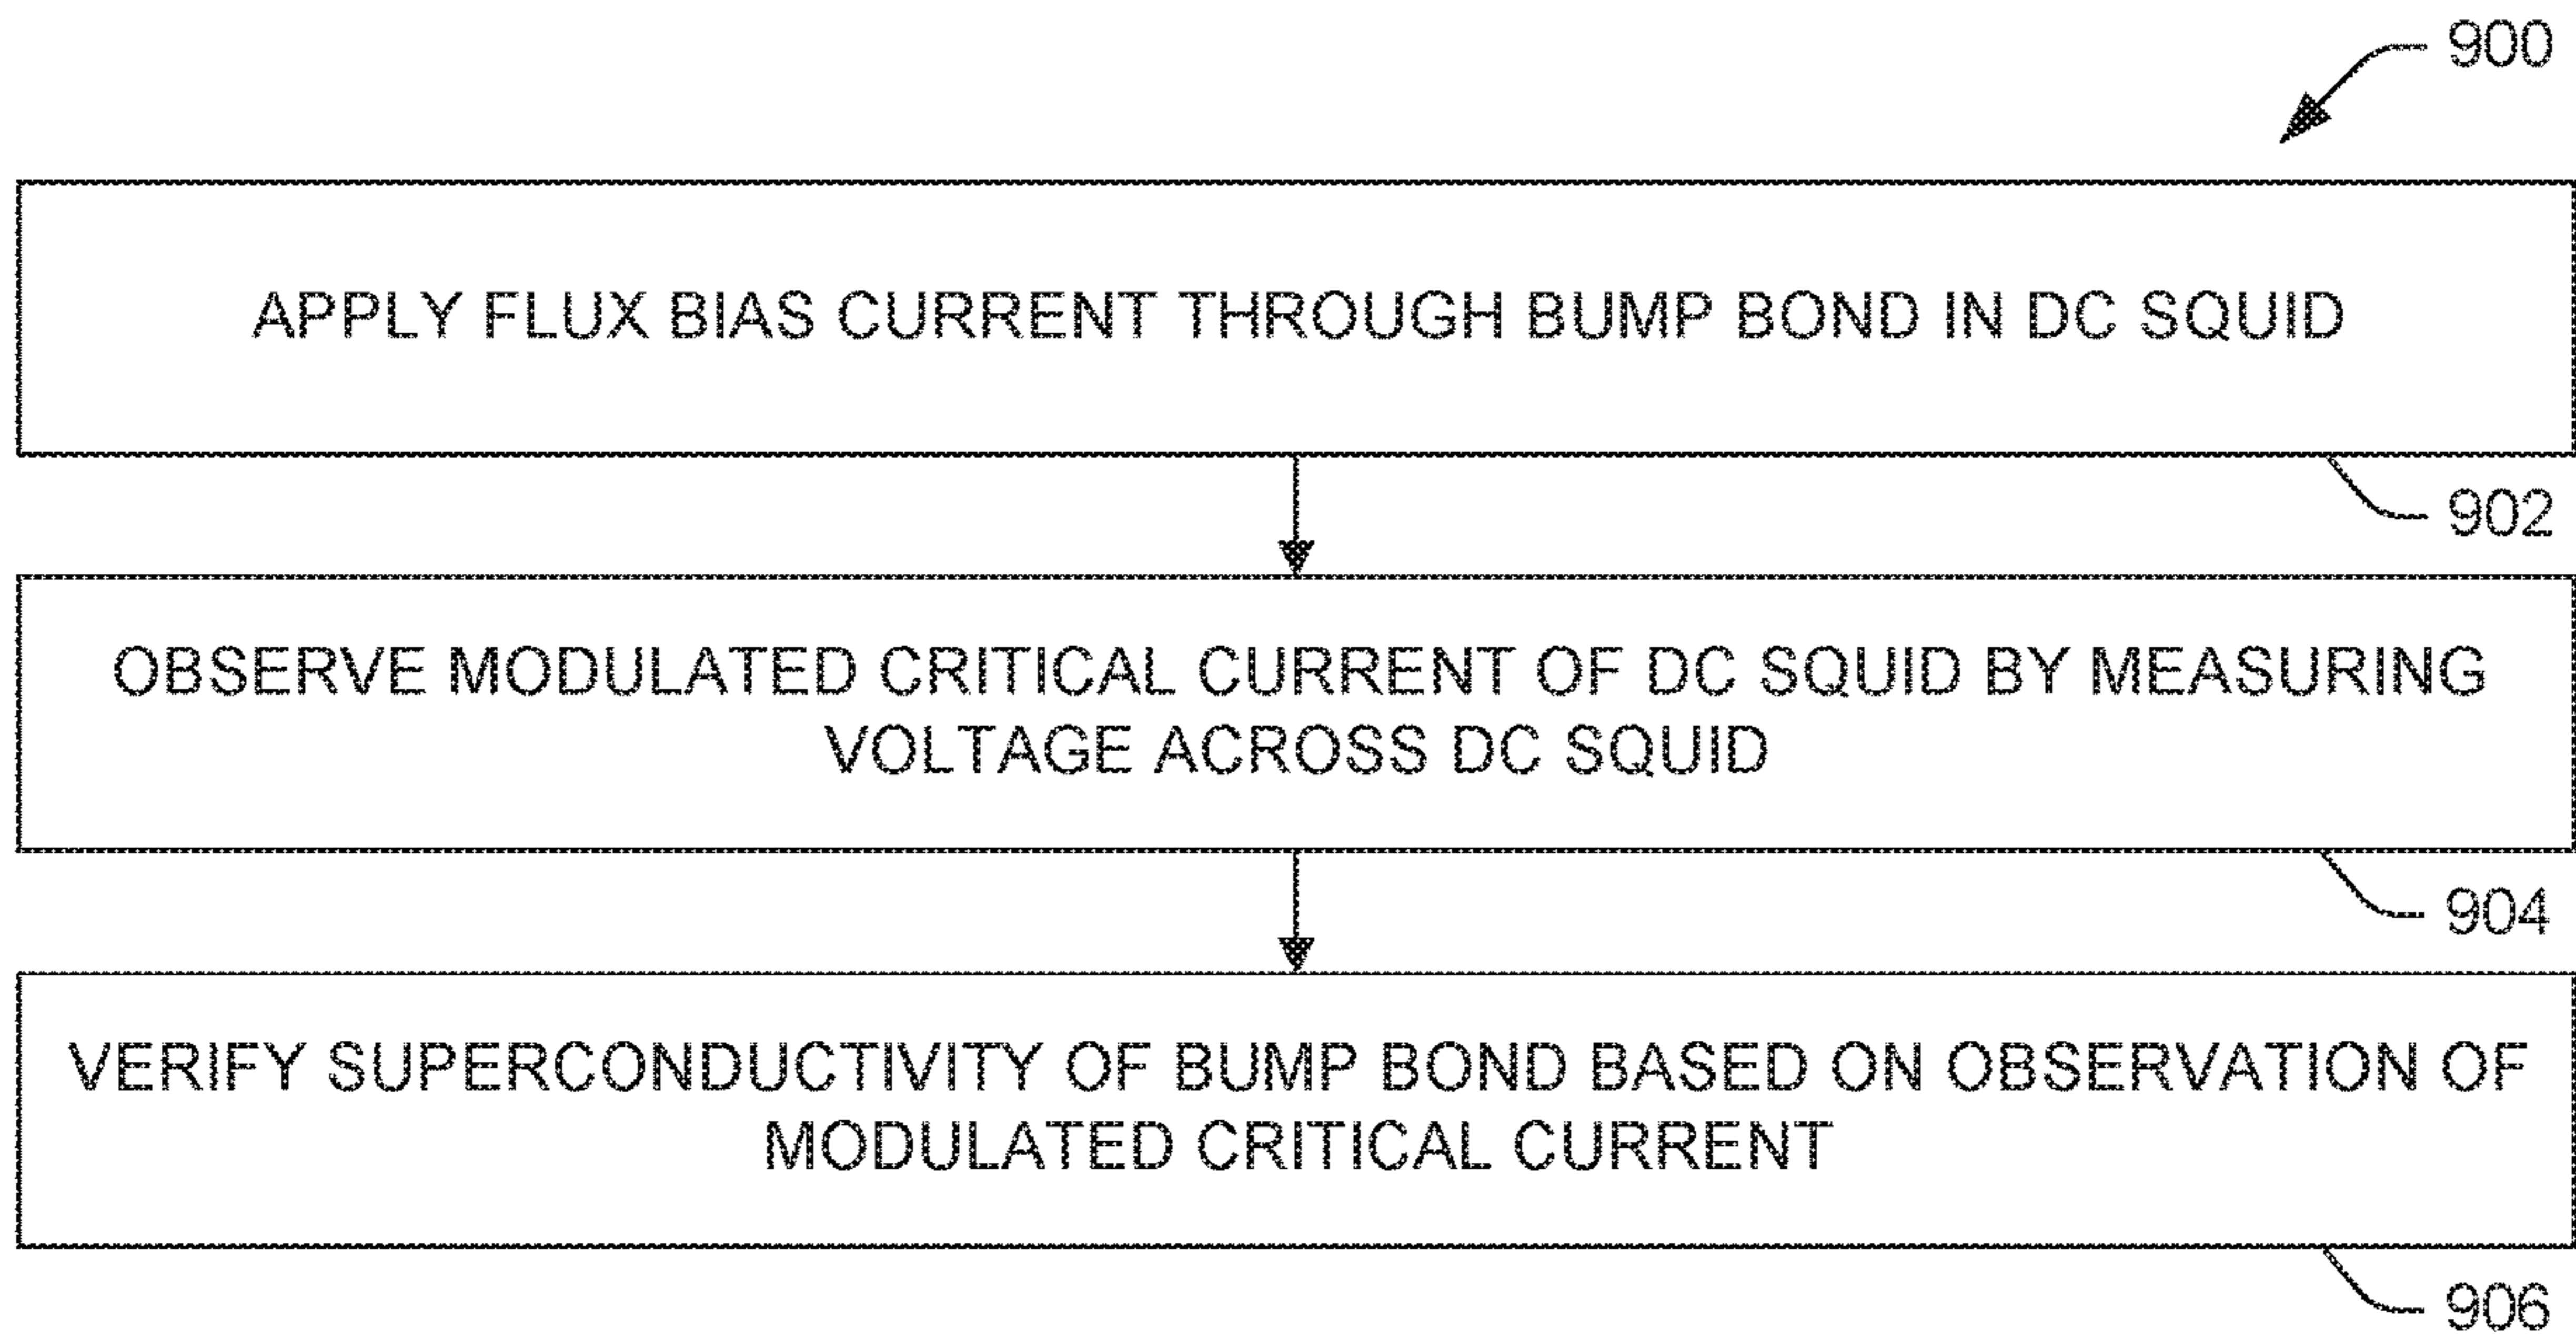 900
APPLY FLUX BIAS CURRENT THROUGH BUMP BOND IN DC SQUID
902
OBSERVE MODULATED CRITICAL CURRENT OF DC SQUID BY MEASURING
VOLTAGE ACROSS DC SQUID
904
VERIFY SUPERCONDUCTIVITY OF BUMP BOND BASED ON OBSERVATION OF
MODULATED CRITICAL CURRENT
906